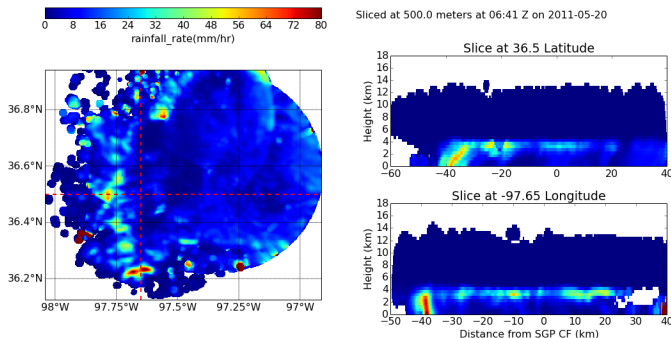 0 8 16 24 32 40 48 56 64 72 80
rainfall_rate(mm/hr)
Sliced at 500.0 meters at 06:41 Z on 2011-05-20
36.8°N
36.6°N
36.4°N
36.2°N
98°W 97.75°W 97.5°W 97.25°W 97°W
Slice at 36.5 Latitude
Height (km)
18
16
14
12
10
8
6
4
2
0
−60 −40 −20 0 20 40
Slice at -97.65 Longitude
Height (km)
18
16
14
12
10
8
6
4
2
0
−50 −40 −30 −20 −10 0 10 20 30 40
Distance from SGP CF (km)